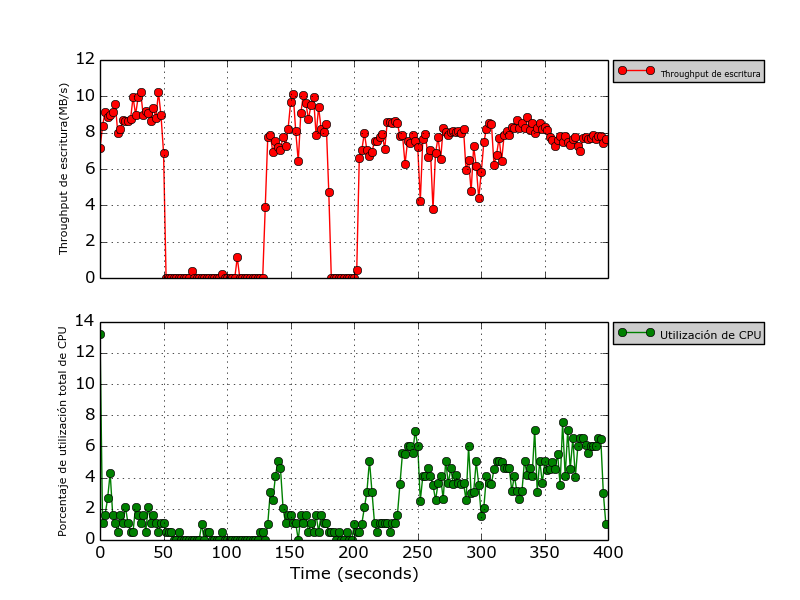 12
10
8
6
4
2
0
Throughput de escritura(MB/s)
Throughput de escritura
14
12
10
8
6
4
2
0
Porcentaje de utilización total de CPU
Utilización de CPU
0 50 100 150 200 250 300 350 400
Time (seconds)